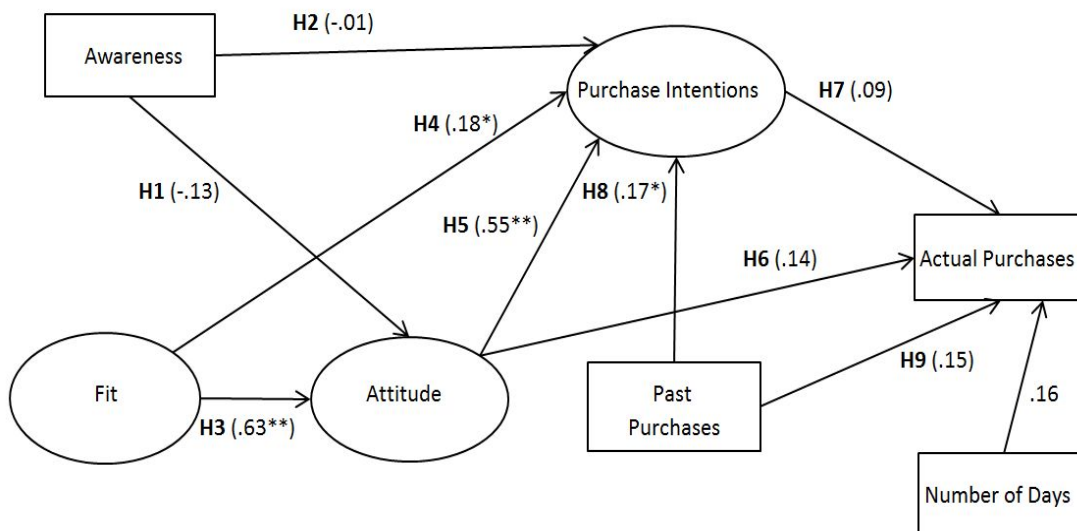 H2 (-.01)
Awareness
Purchase Intentions
H7 (.09)
H4 (.18*)
H1 (-.13)
H8 (.17*)
H5 (.55**)
H6 (.14)
Actual Purchases
Fit
Attitude
H3 (.63**)
Past
Purchases
H9 (.15)
.16
Number of Days